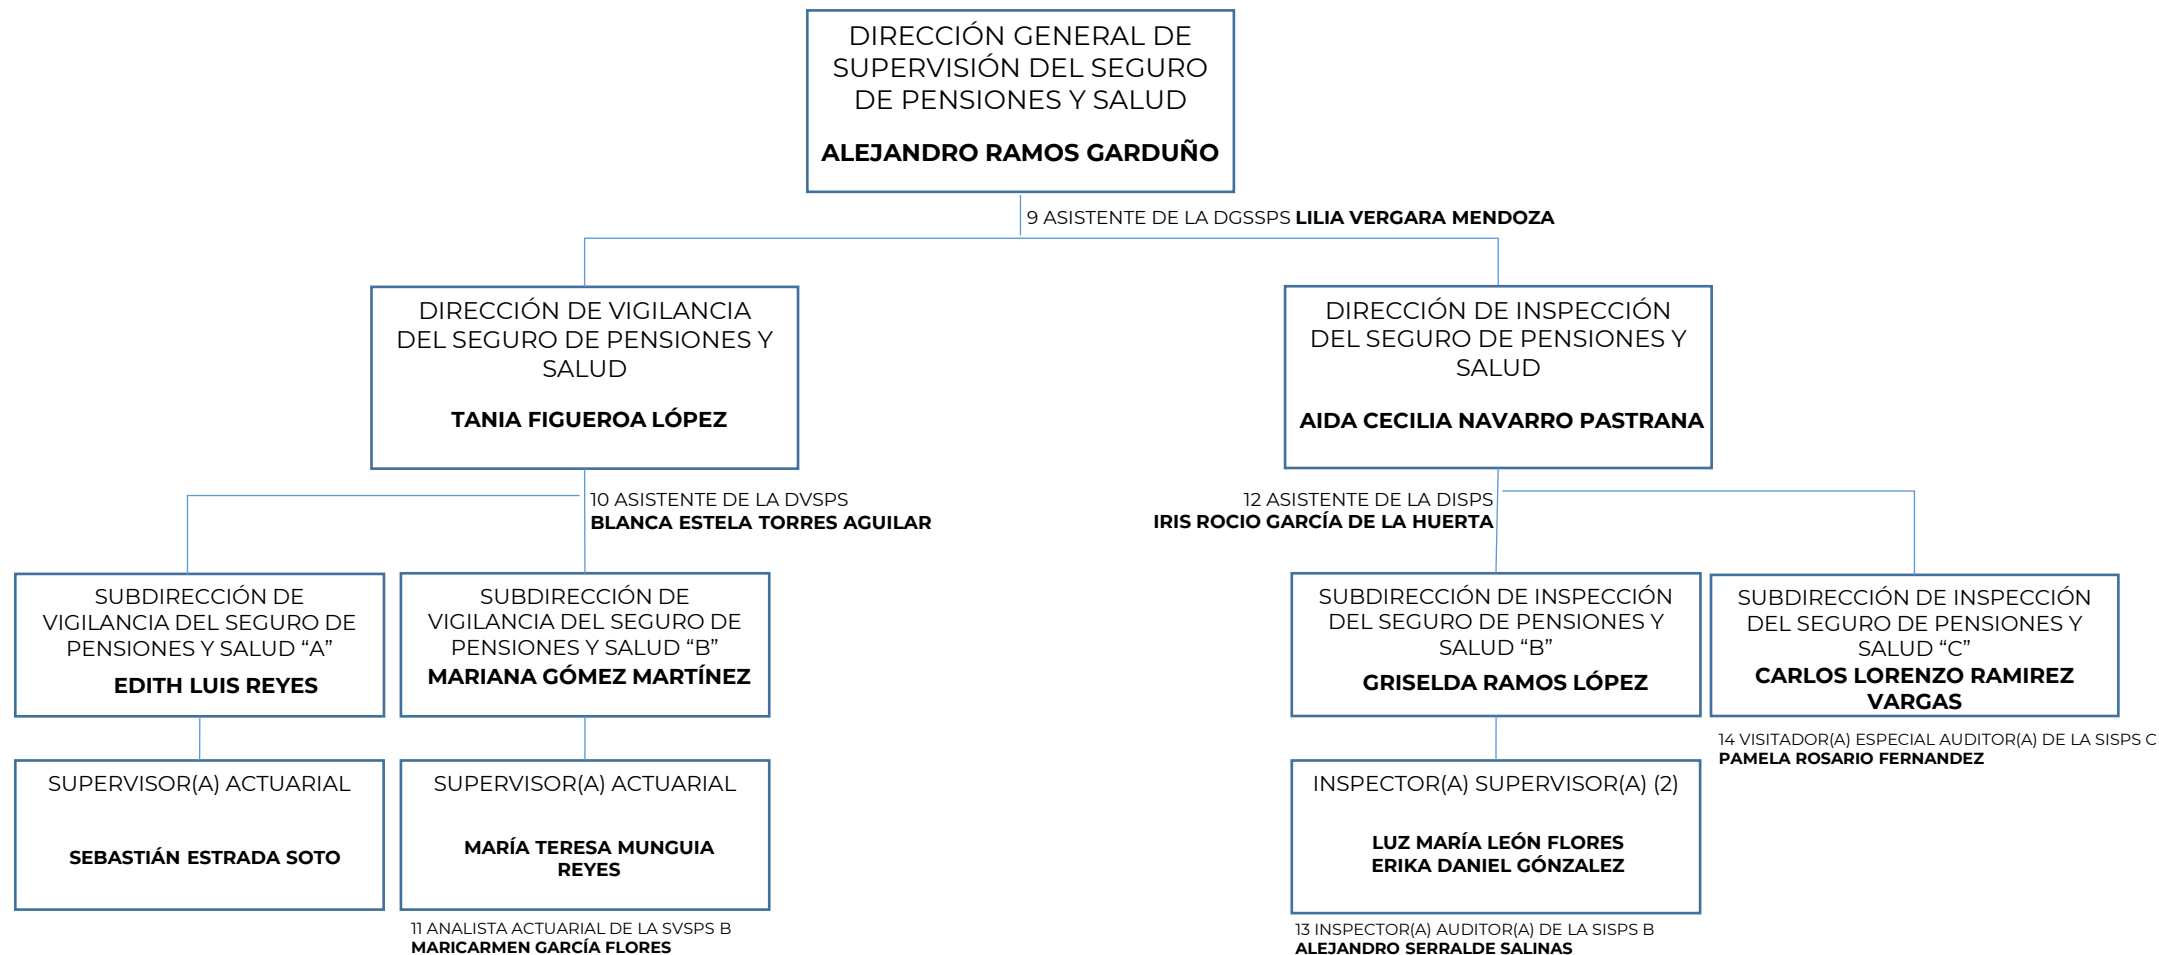 DIRECCIÓN GENERAL DE
SUPERVISIÓN DEL SEGURO
DE PENSIONES Y SALUD
ALEJANDRO RAMOS GARDUÑO
9 ASISTENTE DE LA DGSSPS LILIA VERGARA MENDOZA
DIRECCIÓN DE VIGILANCIA
DEL SEGURO DE PENSIONES Y
SALUD
TANIA FIGUEROA LÓPEZ
DIRECCIÓN DE INSPECCIÓN
DEL SEGURO DE PENSIONES Y
SALUD
AIDA CECILIA NAVARRO PASTRANA
10 ASISTENTE DE LA DVSPS
BLANCA ESTELA TORRES AGUILAR
12 ASISTENTE DE LA DISPS
IRIS ROCIO GARCÍA DE LA HUERTA
SUBDIRECCIÓN DE
VIGILANCIA DEL SEGURO DE
PENSIONES Y SALUD “A”
EDITH LUIS REYES
SUBDIRECCIÓN DE
VIGILANCIA DEL SEGURO DE
PENSIONES Y SALUD “B”
MARIANA GÓMEZ MARTÍNEZ
SUBDIRECCIÓN DE INSPECCIÓN
DEL SEGURO DE PENSIONES Y
SALUD “B”
GRISELDA RAMOS LÓPEZ
SUBDIRECCIÓN DE INSPECCIÓN
DEL SEGURO DE PENSIONES Y
SALUD “C”
CARLOS LORENZO RAMIREZ
VARGAS
14 VISITADOR(A) ESPECIAL AUDITOR(A) DE LA SISPS C
PAMELA ROSARIO FERNANDEZ
SUPERVISOR(A) ACTUARIAL
SEBASTIÁN ESTRADA SOTO
SUPERVISOR(A) ACTUARIAL
MARÍA TERESA MUNGUIA
REYES
INSPECTOR(A) SUPERVISOR(A) (2)
LUZ MARÍA LEÓN FLORES
ERIKA DANIEL GÓNZALEZ
11 ANALISTA ACTUARIAL DE LA SVSPS B
MARICARMEN GARCÍA FLORES
13 INSPECTOR(A) AUDITOR(A) DE LA SISPS B
ALEJANDRO SERRALDE SALINAS